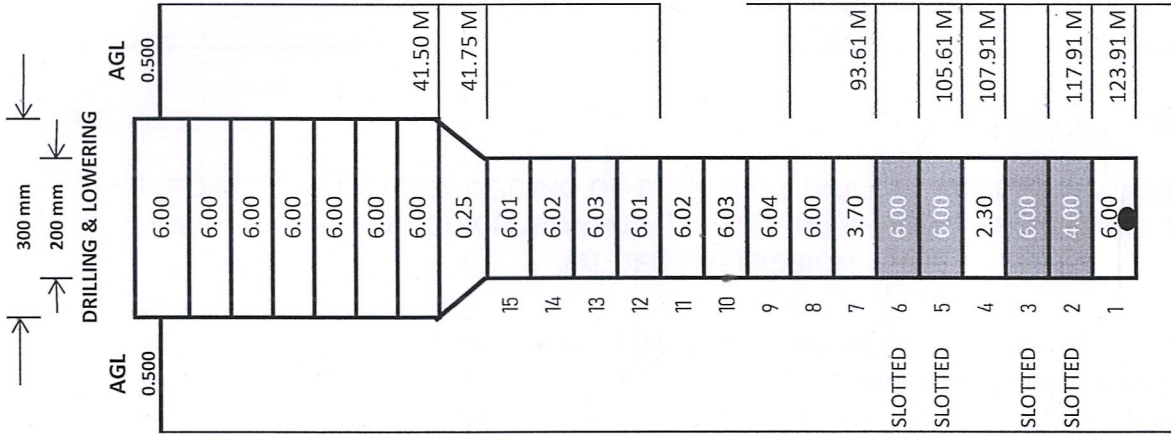 300 mm
200 mm
DRILLING & LOWERING
AGL AGL
0.500 0.500
6.00
6.00
6.00
6.00
6.00
6.00
6.00
41.50 M
0.25 41.75 M
15 6.01
14 6.02
13 6.03
12 6.01
11 6.02
10 6.03
9 6.04
8 6.00
7 3.70 93.61 M
SLOTTED 6 6.00
SLOTTED 5 6.00 105.61 M
4 2.30 107.91 M
SLOTTED 3 6.00
SLOTTED 2 4.00 117.91 M
1 6.00 123.91 M